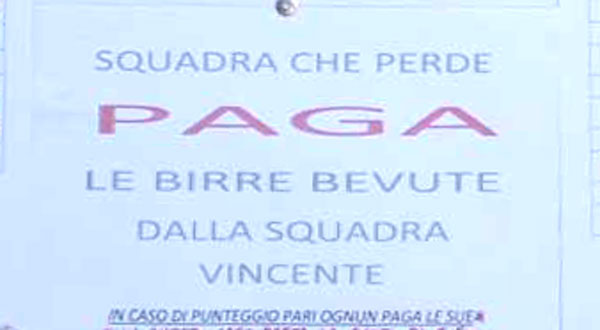 SQUADRA CHE PERDE
PAGA
LE BIRRE BEVUTE
DALLA SQUADRA
VINCENTE
IN CASO DI PUNTEGGIO PARI OGNUN PAGA LE SUE